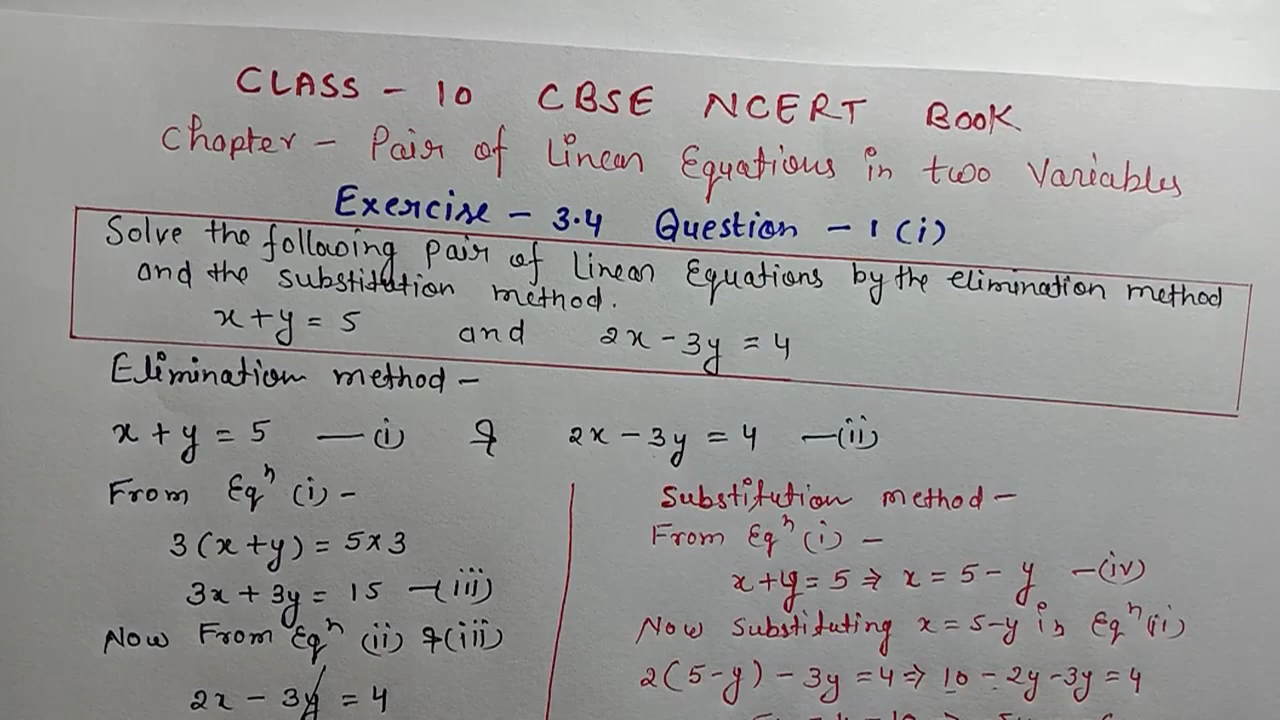 CLASS - 10 CBSE NCERT BOOK
Chapter - Pair of Linear Equations in two Variables
Exercise - 3.4 Question - 1 (i)
Solve the following pair of linear Equations by the elimination method
and the substitution method.
x + y = 5 and 2x - 3y = 4
Elimination method -
x + y = 5 —(i) & 2x - 3y = 4 —(ii)
From Eqⁿ (i) -
3(x + y) = 5×3
3x + 3y = 15 —(iii)
Now From Eqⁿ (ii) & (iii)
2x - 3y = 4
Substitution method -
From Eqⁿ (i) -
x + y = 5 ⇒ x = 5 - y —(iv)
Now substituting x = 5-y in Eqⁿ (ii)
2(5-y) - 3y = 4 ⇒ 10 - 2y - 3y = 4